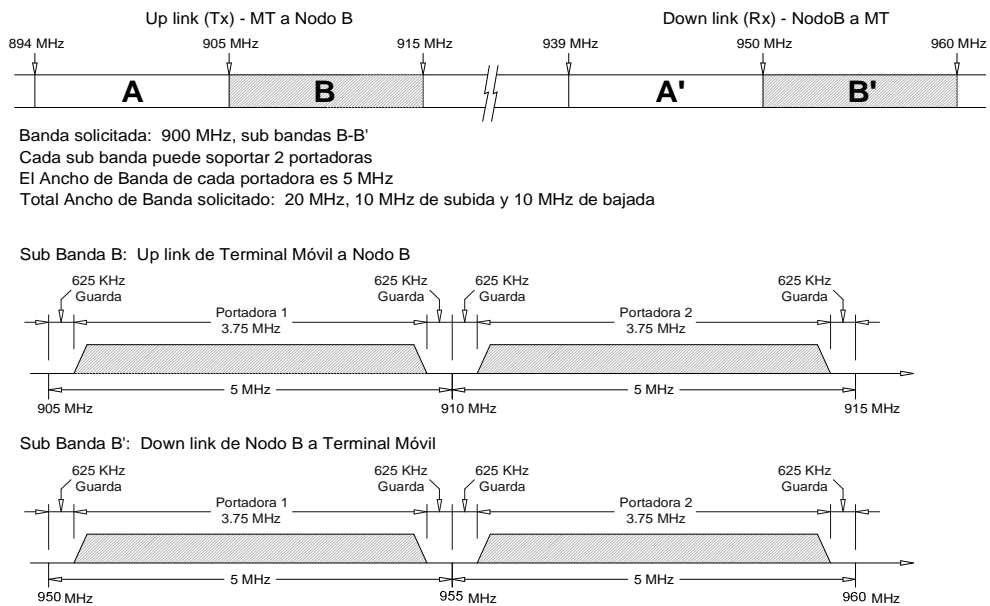 Up link (Tx) - MT a Nodo B
Down link (Rx) - NodoB a MT
894 MHz
905 MHz
915 MHz
939 MHz
950 MHz
960 MHz
A
B
A'
B'
Banda solicitada: 900 MHz, sub bandas B-B'
Cada sub banda puede soportar 2 portadoras
El Ancho de Banda de cada portadora es 5 MHz
Total Ancho de Banda solicitado: 20 MHz, 10 MHz de subida y 10 MHz de bajada
Sub Banda B: Up link de Terminal Móvil a Nodo B
625 KHz
Guarda
625 KHz
Guarda
625 KHz
Guarda
625 KHz
Guarda
Portadora 1
3.75 MHz
Portadora 2
3.75 MHz
5 MHz
5 MHz
905 MHz
910 MHz
915 MHz
Sub Banda B': Down link de Nodo B a Terminal Móvil
625 KHz
Guarda
625 KHz
Guarda
625 KHz
Guarda
625 KHz
Guarda
Portadora 1
3.75 MHz
Portadora 2
3.75 MHz
5 MHz
5 MHz
950 MHz
955 MHz
960 MHz